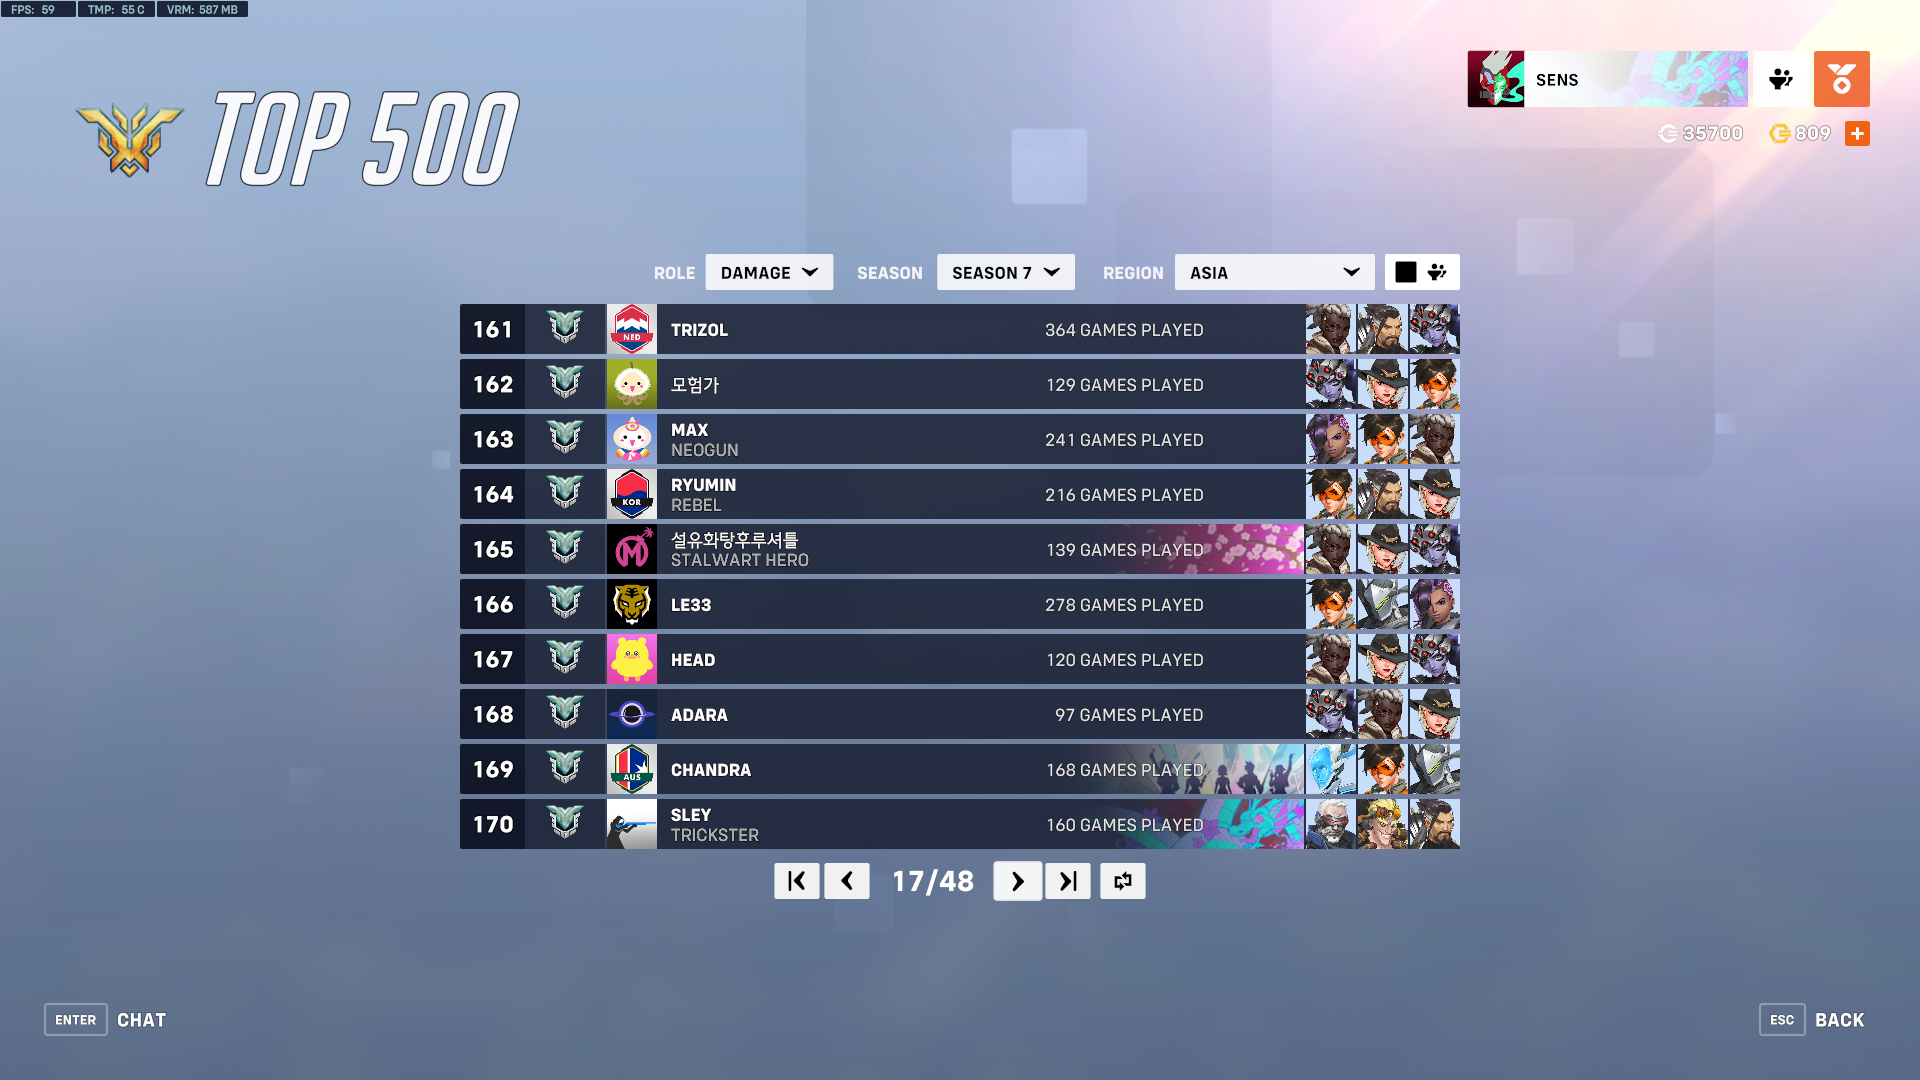 FPS: 59 TMP: 55 C VRM: 587 MB
TOP 500
SENS
35700 809
ROLE DAMAGE SEASON SEASON 7 REGION ASIA
161 NED TRIZOL 364 GAMES PLAYED
162 모험가 129 GAMES PLAYED
163 MAX 241 GAMES PLAYED
NEOGUN
164 KOR RYUMIN 216 GAMES PLAYED
REBEL
165 설유화탕후루셔틀 139 GAMES PLAYED
STALWART HERO
166 LE33 278 GAMES PLAYED
167 HEAD 120 GAMES PLAYED
168 ADARA 97 GAMES PLAYED
169 AUS CHANDRA 168 GAMES PLAYED
170 SLEY 160 GAMES PLAYED
TRICKSTER
17/48
ENTER CHAT
ESC BACK